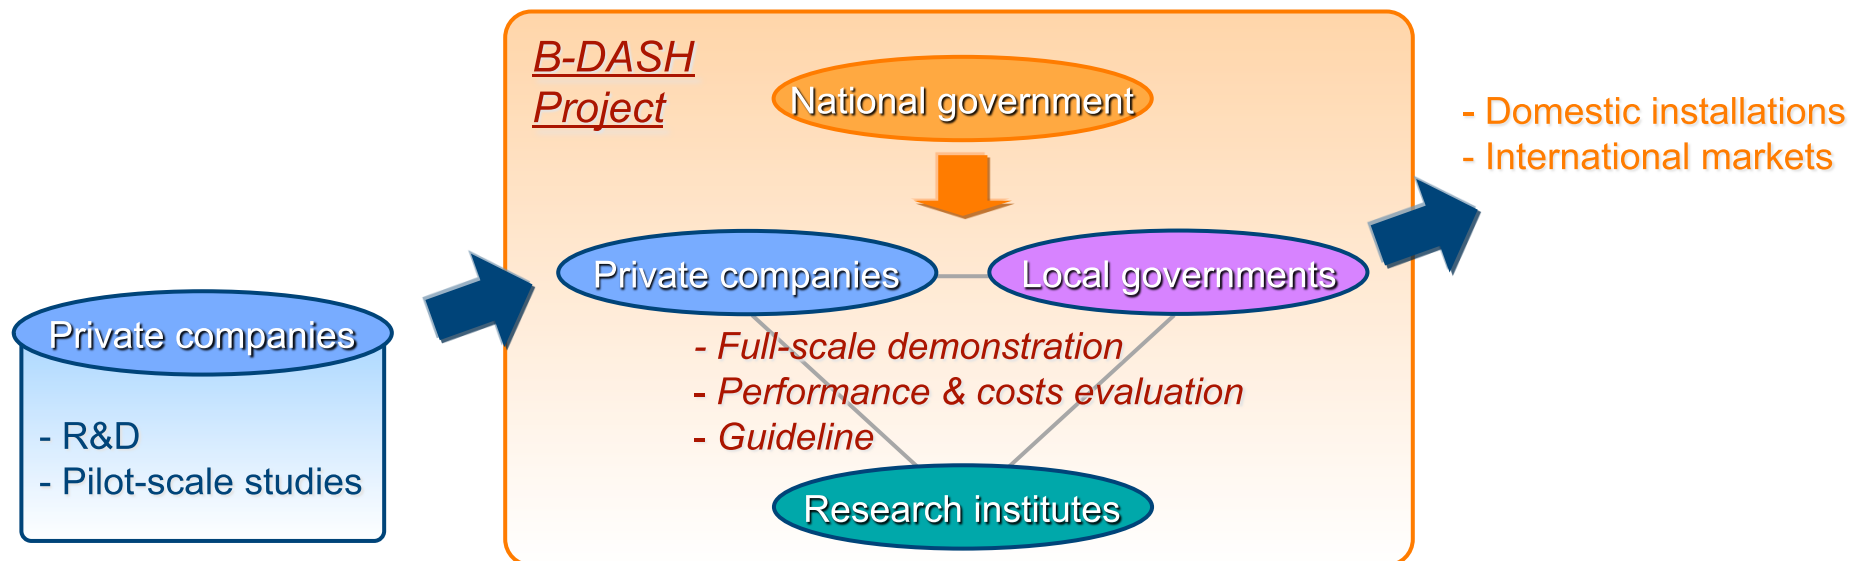 B-DASH
Project
National government
- Domestic installations
- International markets
Private companies
Local governments
Private companies
- R&D
- Pilot-scale studies
- Full-scale demonstration
- Performance & costs evaluation
- Guideline
Research institutes